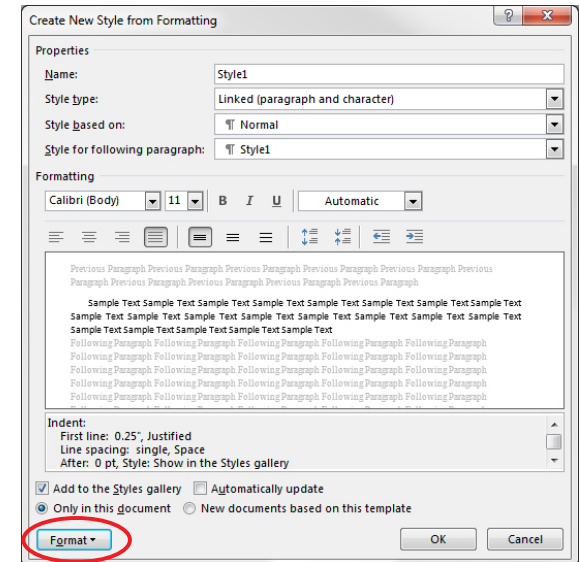 Create New Style from Formatting
Properties
Name: Style1
Style type: Linked (paragraph and character)
Style based on: ¶ Normal
Style for following paragraph: ¶ Style1
Formatting
Calibri (Body) 11 B I U Automatic
Previous Paragraph Previous Paragraph Previous Paragraph Previous Paragraph Previous Paragraph Previous
Paragraph Previous Paragraph Previous Paragraph Previous Paragraph Previous Paragraph
Sample Text Sample Text Sample Text Sample Text Sample Text Sample Text Sample Text Sample Text
Sample Text Sample Text Sample Text Sample Text Sample Text Sample Text Sample Text Sample Text
Sample Text Sample Text Sample Text Sample Text Sample Text
Following Paragraph Following Paragraph Following Paragraph Following Paragraph Following Paragraph
Following Paragraph Following Paragraph Following Paragraph Following Paragraph Following Paragraph
Following Paragraph Following Paragraph Following Paragraph Following Paragraph Following Paragraph
Following Paragraph Following Paragraph Following Paragraph Following Paragraph Following Paragraph
Following Paragraph Following Paragraph Following Paragraph Following Paragraph Following Paragraph
Indent:
First line: 0.25", Justified
Line spacing: single, Space
After: 0 pt, Style: Show in the Styles gallery
Add to the Styles gallery Automatically update
Only in this document New documents based on this template
Format OK Cancel